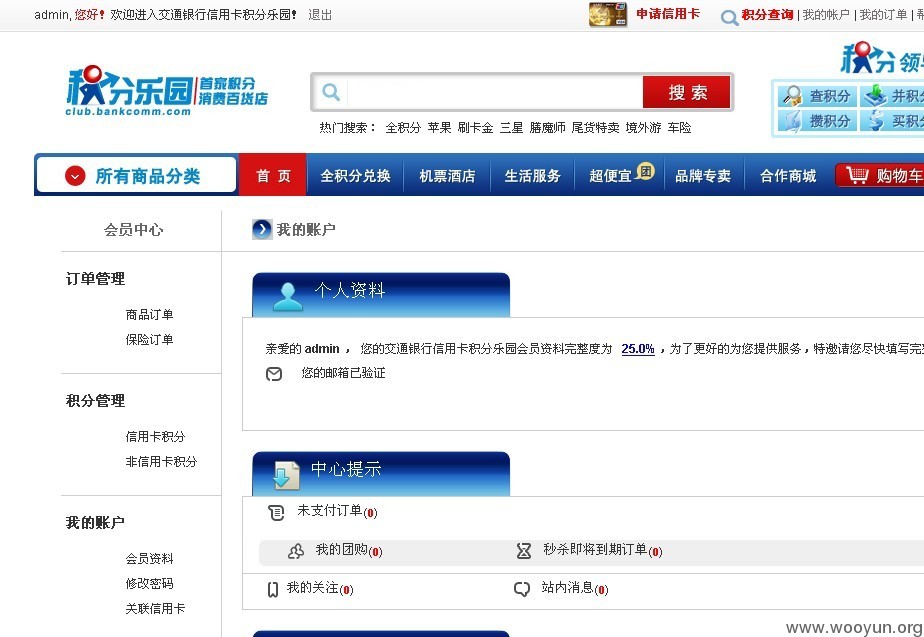 admin, 您好! 欢迎进入交通银行信用卡积分乐园! 退出
申请信用卡 积分查询 | 我的帐户 | 我的订单 |
积分乐园 首家积分消费百货店
club.bankcomm.com
搜 索
积分
查积分
攒积分
热门搜索： 全积分 苹果 刷卡金 三星 膳魔师 尾货特卖 境外游 车险
所有商品分类 首 页 全积分兑换 机票酒店 生活服务 超便宜 团 品牌专卖 合作商城 购物车
会员中心
我的账户
订单管理
商品订单
保险订单
积分管理
信用卡积分
非信用卡积分
我的账户
会员资料
修改密码
关联信用卡
个人资料
亲爱的 admin ， 您的交通银行信用卡积分乐园会员资料完整度为 25.0% ，为了更好的为您提供服务，特邀请您尽快填写完
您的邮箱已验证
中心提示
未支付订单(0)
我的团购(0) 秒杀即将到期订单(0)
我的关注(0) 站内消息(0)
www.wooyun.org